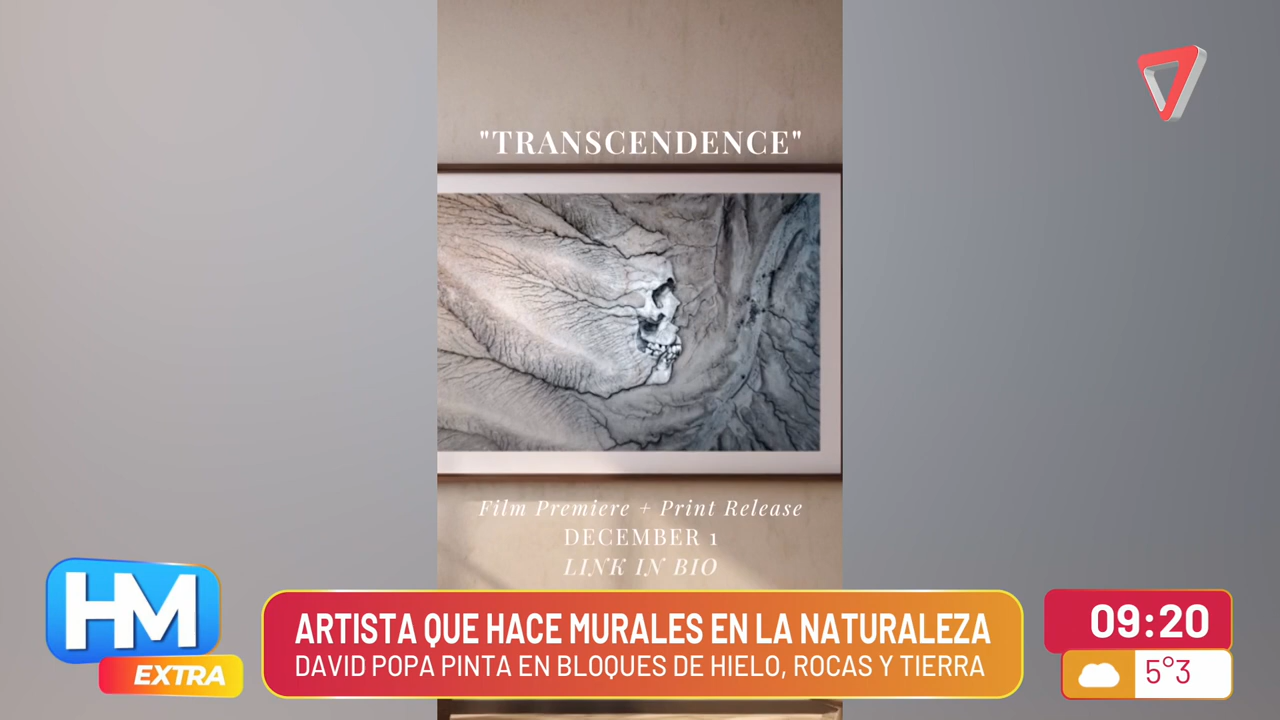 "TRANSCENDENCE"
Film Premiere + Print Release
DECEMBER 1
LINK IN BIO
HM
EXTRA
ARTISTA QUE HACE MURALES EN LA NATURALEZA
DAVID POPA PINTA EN BLOQUES DE HIELO, ROCAS Y TIERRA
09:20
5°3